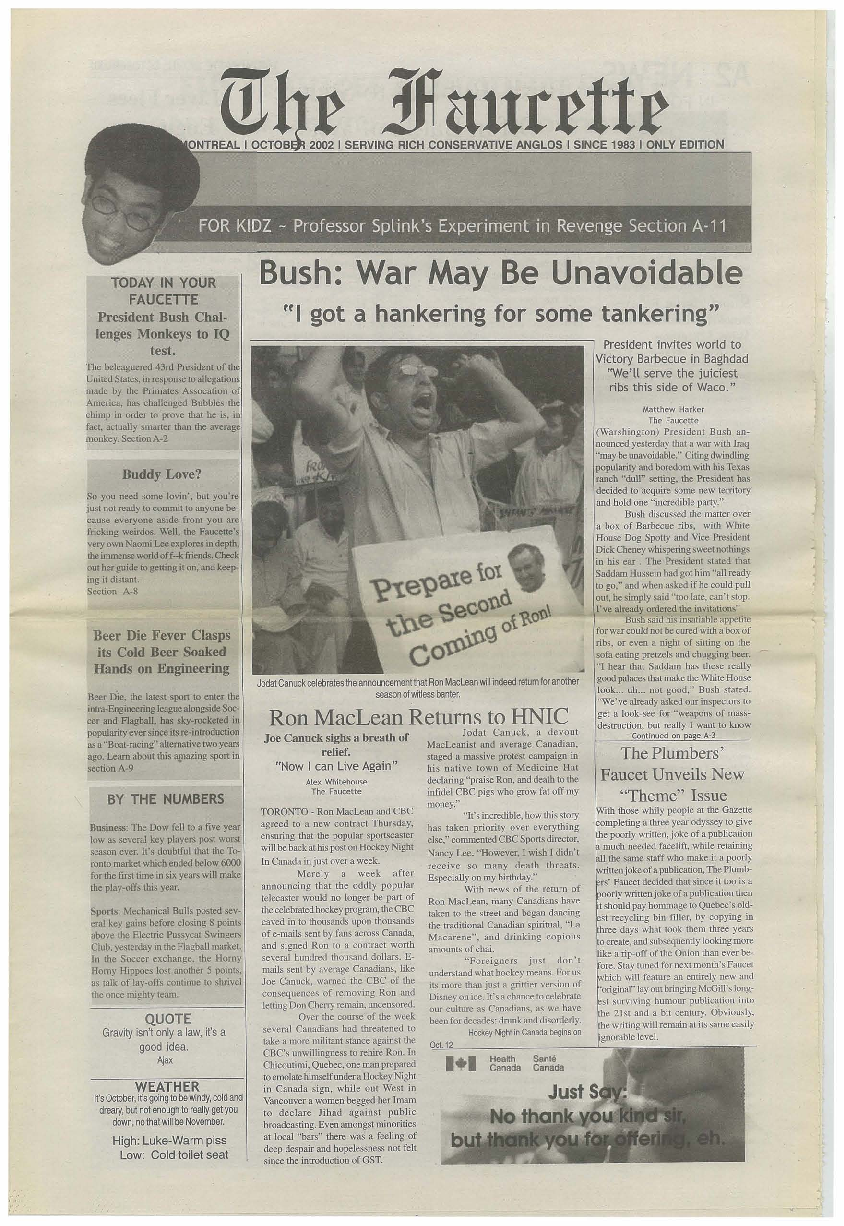 The Faucette
MONTREAL | OCTOBER 2002 | SERVING RICH CONSERVATIVE ANGLOS | SINCE 1983 | ONLY EDITION
FOR KIDZ ~ Professor Splink's Experiment in Revenge Section A-11
TODAY IN YOUR
FAUCETTE
President Bush Chal-
lenges Monkeys to IQ
test.
The beleaguered 43rd President of the
United States, in response to allegations
made by the Primates Assocation of
America, has challenged Bubbles the
chimp in order to prove that he is, in
fact, actually smarter than the average
monkey. Section A-2
Buddy Love?
So you need some lovin', but you're
just not ready to commit to anyone be-
cause everyone aside from you are
fricking weirdos. Well, the Faucette's
very own Naomi Lee explores in depth,
the immense world of f--k friends. Check
out her guide to getting it on, and keep-
ing it distant.
Section A-8
Beer Die Fever Clasps
its Cold Beer Soaked
Hands on Engineering
Beer Die, the latest sport to enter the
intra-Engineering league alongside Soc-
cer and Flagball, has sky-rocketed in
popularity ever since its re-introduction
as a "Boat-racing" alternative two years
ago. Learn about this amazing sport in
section A-9
BY THE NUMBERS
Business: The Dow fell to a five year
low as several key players post worst
season ever. It's doubtful that the To-
ronto market which ended below 6000
for the first time in six years will make
the play-offs this year.
Sports: Mechanical Bulls posted sev-
eral key gains before closing 8 points
above the Electric Pussycat Swingers
Club, yesterday in the Flagball market.
In the Soccer exchange, the Horny
Horny Hippoes lost another 5 points,
as talk of lay-offs continue to shrivel
the once mighty team.
QUOTE
Gravity isn't only a law, it's a
good idea.
Ajax
WEATHER
It's October, it's going to be windy, cold and
dreary, but not enough to really get you
down, no that will be November.
High: Luke-Warm piss
Low: Cold toilet seat
Bush: War May Be Unavoidable
"I got a hankering for some tankering"
Prepare for
the Second
Coming of Ron!
Jodat Canuck celebrates the announcement that Ron MacLean will indeed return for another
season of witless banter.
Ron MacLean Returns to HNIC
Joe Canuck sighs a breath of
relief.
"Now I can Live Again"
Alex Whitehouse
The Faucette
TORONTO - Ron MacLean and CBC
agreed to a new contract Thursday,
ensuring that the popular sportscaster
will be back at his post on Hockey Night
In Canada in just over a week.
Merely a week after
announcing that the oddly popular
telecaster would no longer be part of
the celebrated hockey program, the CBC
caved in to thousands upon thousands
of e-mails sent by fans across Canada,
and signed Ron to a contract worth
several hundred thousand dollars. E-
mails sent by average Canadians, like
Joe Canuck, warned the CBC of the
consequences of removing Ron and
letting Don Cherry remain, uncensored.
Over the course of the week
several Canadians had threatened to
take a more militant stance against the
CBC's unwillingness to rehire Ron. In
Chicoutimi, Quebec, one man prepared
to emolate himself under a Hockey Night
in Canada sign, while out West in
Vancouver a women begged her Imam
to declare Jihad against public
broadcasting. Even amongst minorities
at local "bars" there was a feeling of
deep despair and hopelessness not felt
since the introduction of GST.
Jodat Canuck, a devout
MacLeanist and average Canadian,
staged a massive protest campaign in
his native town of Medicine Hat
declaring "praise Ron, and death to the
infidel CBC pigs who grow fat off my
money."
"It's incredible, how this story
has taken priority over everything
else," commented CBC Sports director,
Nancy Lee. "However, I wish I didn't
receive so many death threats.
Especially on my birthday."
With news of the return of
Ron MacLean, many Canadians have
taken to the street and began dancing
the traditional Canadian spiritual, "La
Macarene", and drinking copious
amounts of chai.
"Foreigners just don't
understand what hockey means. For us
its more than just a grittier version of
Disney on ice. It's a chance to celebrate
our culture as Canadians, as we have
been for decades: drunk and disorderly.
Hockey Night in Canada begins on
Oct. 12
President invites world to
Victory Barbecue in Baghdad
"We'll serve the juiciest
ribs this side of Waco."
Matthew Harker
The Faucette
(Warshington) President Bush an-
nounced yesterday that a war with Iraq
"may be unavoidable." Citing dwindling
popularity and boredom with his Texas
ranch "dull" setting, the President has
decided to acquire some new territory
and hold one "incredible party."
Bush discussed the matter over
a box of Barbecue ribs, with White
House Dog Spotty and Vice President
Dick Cheney whispering sweet nothings
in his ear . The President stated that
Saddam Hussein had got him "all ready
to go," and when asked if he could pull
out, he simply said "too late, can't stop.
I've already ordered the invitations"
Bush said his insatiable appetite
for war could not be cured with a box of
ribs, or even a night of sitting on the
sofa eating pretzels and chugging beer.
"I hear that Saddam has these really
good palaces that make the White House
look... uh... not good," Bush stated.
"We've already asked our inspectors to
get a look-see for "weapons of mass-
destruction, but really I want to know
Continued on page A-3
The Plumbers'
Faucet Unveils New
"Theme" Issue
With those whily people at the Gazette
completing a three year odyssey to give
the poorly written, joke of a publication
a much needed facelift, while retaining
all the same staff who make it a poorly
written joke of a publication, The Plumb-
ers' Faucet decided that since it too is a
poorly written joke of a publication then
it should pay hommage to Quebec's old-
est recycling bin filler, by copying in
three days what took them three years
to create, and subsequently looking more
like a rip-off of the Onion than ever be-
fore. Stay tuned for next month's Faucet
which will feature an entirely new and
"original" lay out bringing McGill's long-
est surviving humour publication into
the 21st and a bit century. Obviously,
the writing will remain at its same easily
ignorable level.
Health Canada
Santé Canada
Just Say:
No thank you kind sir,
but thank you for offering, eh.